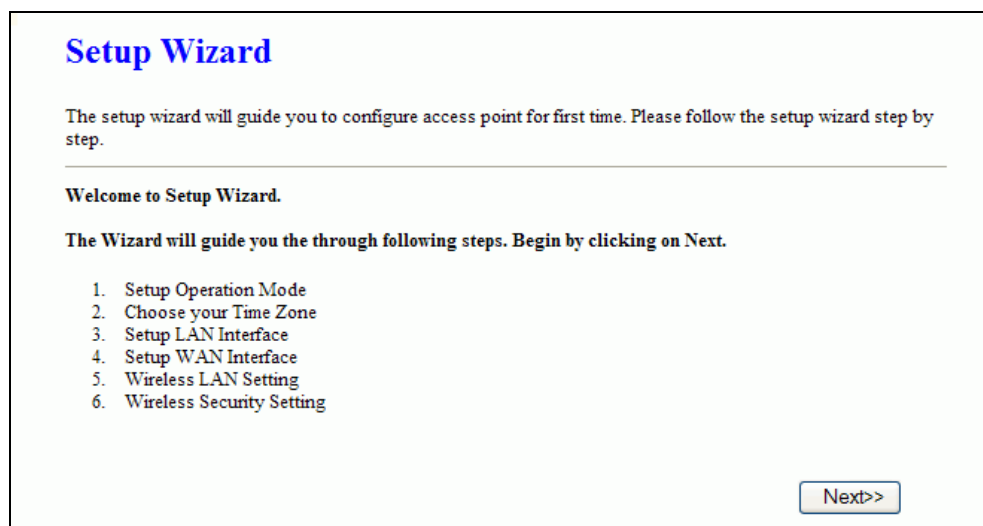 Setup Wizard
The setup wizard will guide you to configure access point for first time. Please follow the setup wizard step by
step.
Welcome to Setup Wizard.
The Wizard will guide you the through following steps. Begin by clicking on Next.
1. Setup Operation Mode
2. Choose your Time Zone
3. Setup LAN Interface
4. Setup WAN Interface
5. Wireless LAN Setting
6. Wireless Security Setting
Next>>